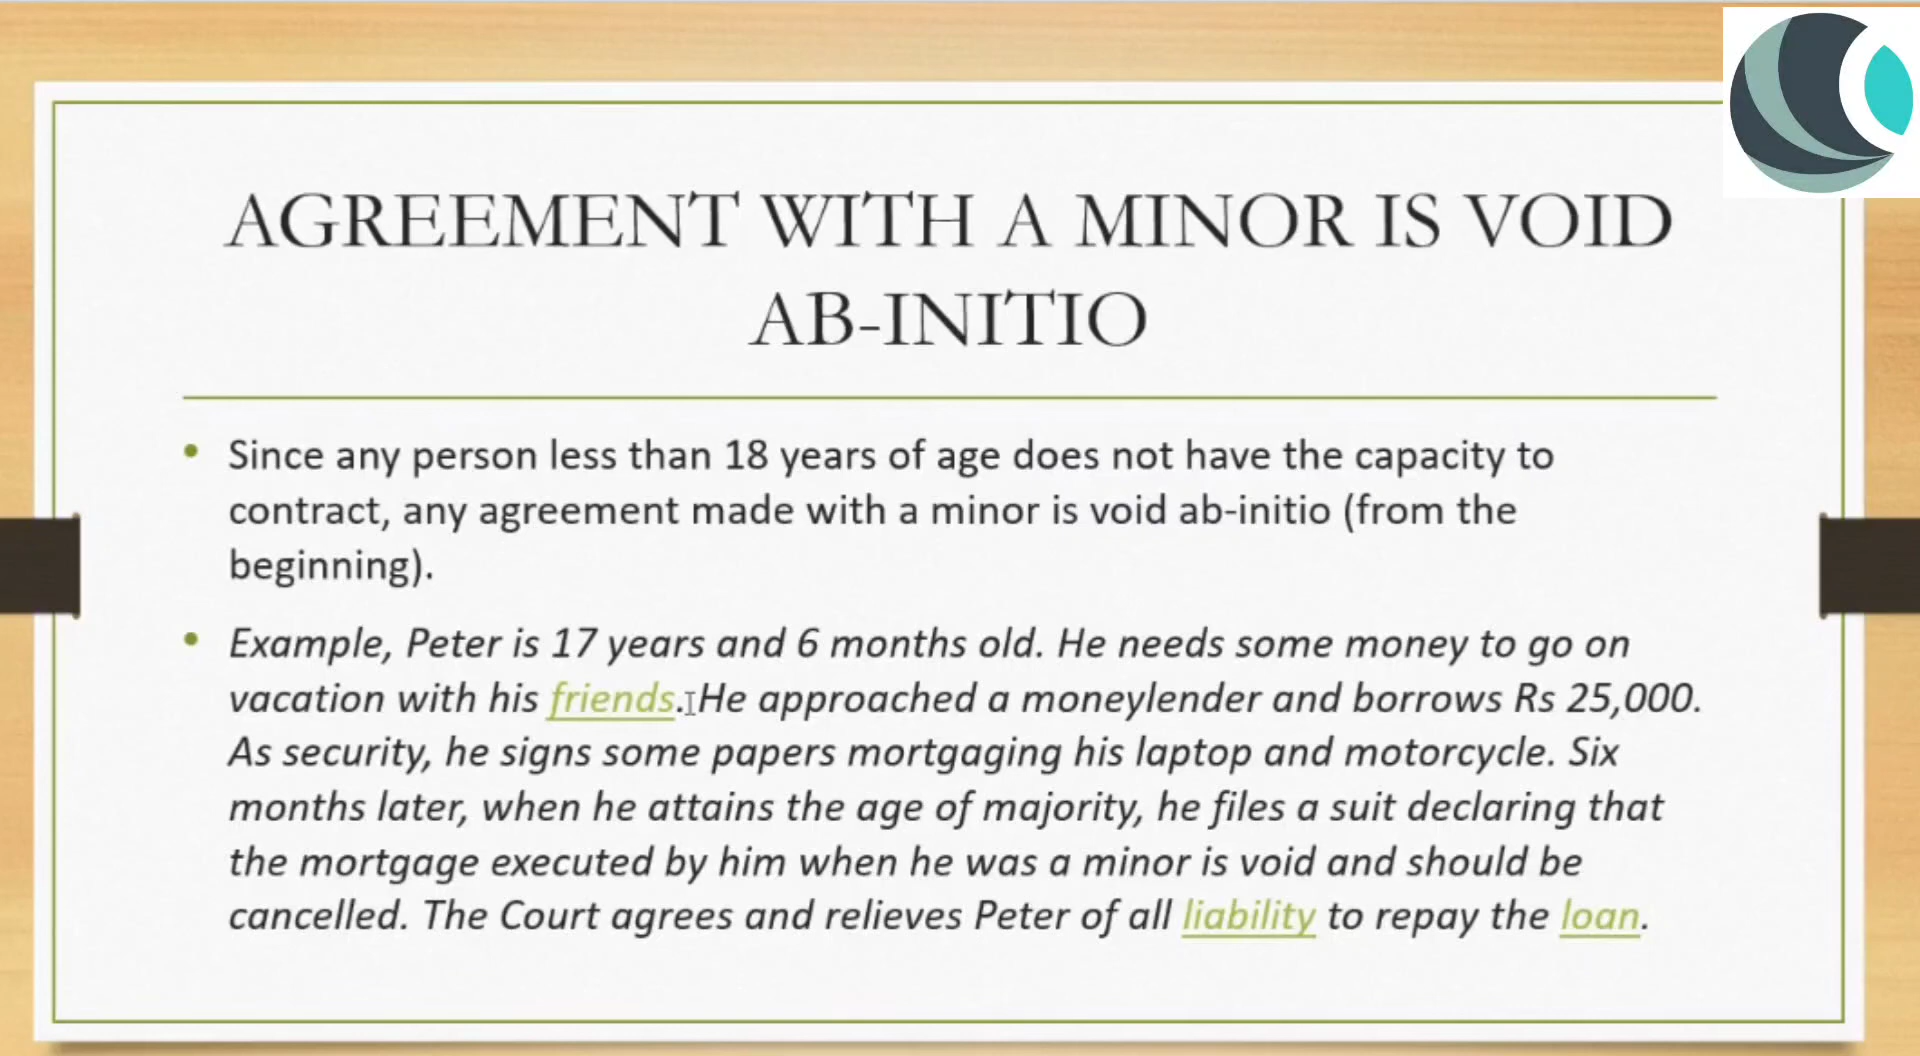 AGREEMENT WITH A MINOR IS VOID
AB-INITIO
• Since any person less than 18 years of age does not have the capacity to
contract, any agreement made with a minor is void ab-initio (from the
beginning).
• Example, Peter is 17 years and 6 months old. He needs some money to go on
vacation with his friends. He approached a moneylender and borrows Rs 25,000.
As security, he signs some papers mortgaging his laptop and motorcycle. Six
months later, when he attains the age of majority, he files a suit declaring that
the mortgage executed by him when he was a minor is void and should be
cancelled. The Court agrees and relieves Peter of all liability to repay the loan.